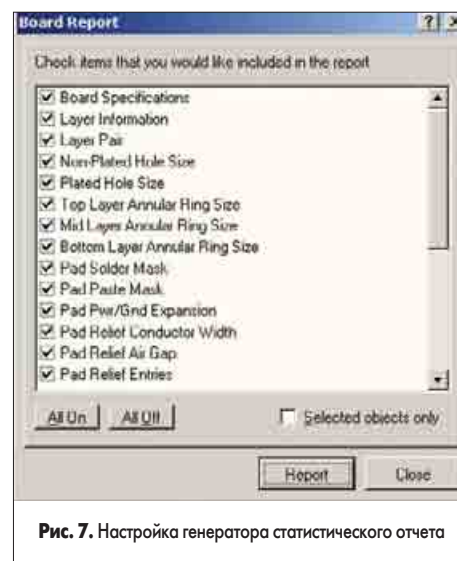 Board Report
Check items that you would like included in the report
Board Specifications
Layer Information
Layer Pair
Non-Plated Hole Size
Plated Hole Size
Top Layer Annular Ring Size
Mid Layer Annular Ring Size
Bottom Layer Annular Ring Size
Pad Solder Mask
Pad Paste Mask
Pad Pwr/Gnd Expansion
Pad Relief Conductor Width
Pad Relief Air Gap
Pad Relief Entries
All On All Off Selected objects only
Report Close
Рис. 7. Настройка генератора статистического отчета